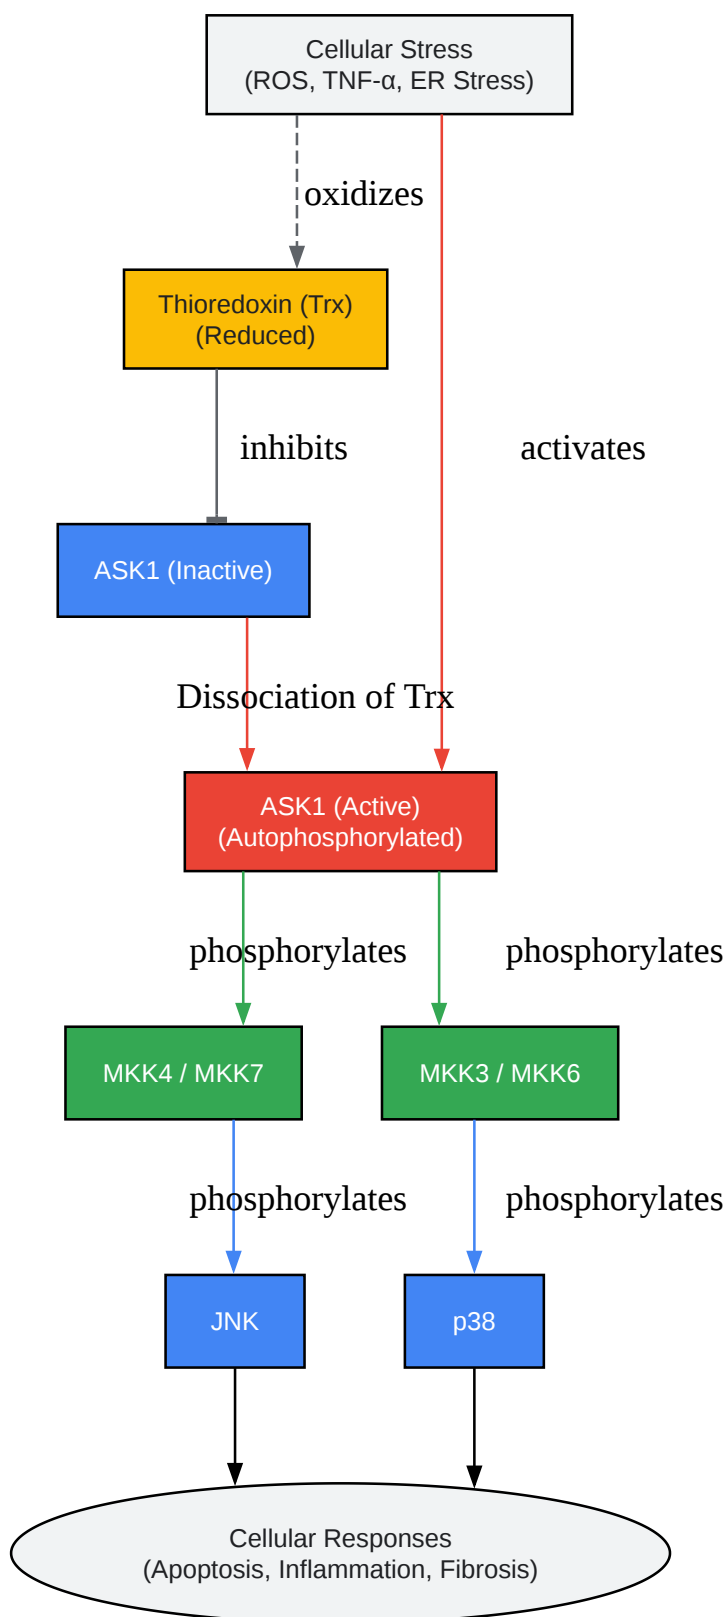 Cellular Stress
(ROS, TNF-α, ER Stress)
oxidizes
Thioredoxin (Trx)
(Reduced)
inhibits
activates
ASK1 (Inactive)
Dissociation of Trx
ASK1 (Active)
(Autophosphorylated)
phosphorylates
phosphorylates
MKK4 / MKK7
MKK3 / MKK6
phosphorylates
phosphorylates
JNK
p38
Cellular Responses
(Apoptosis, Inflammation, Fibrosis)